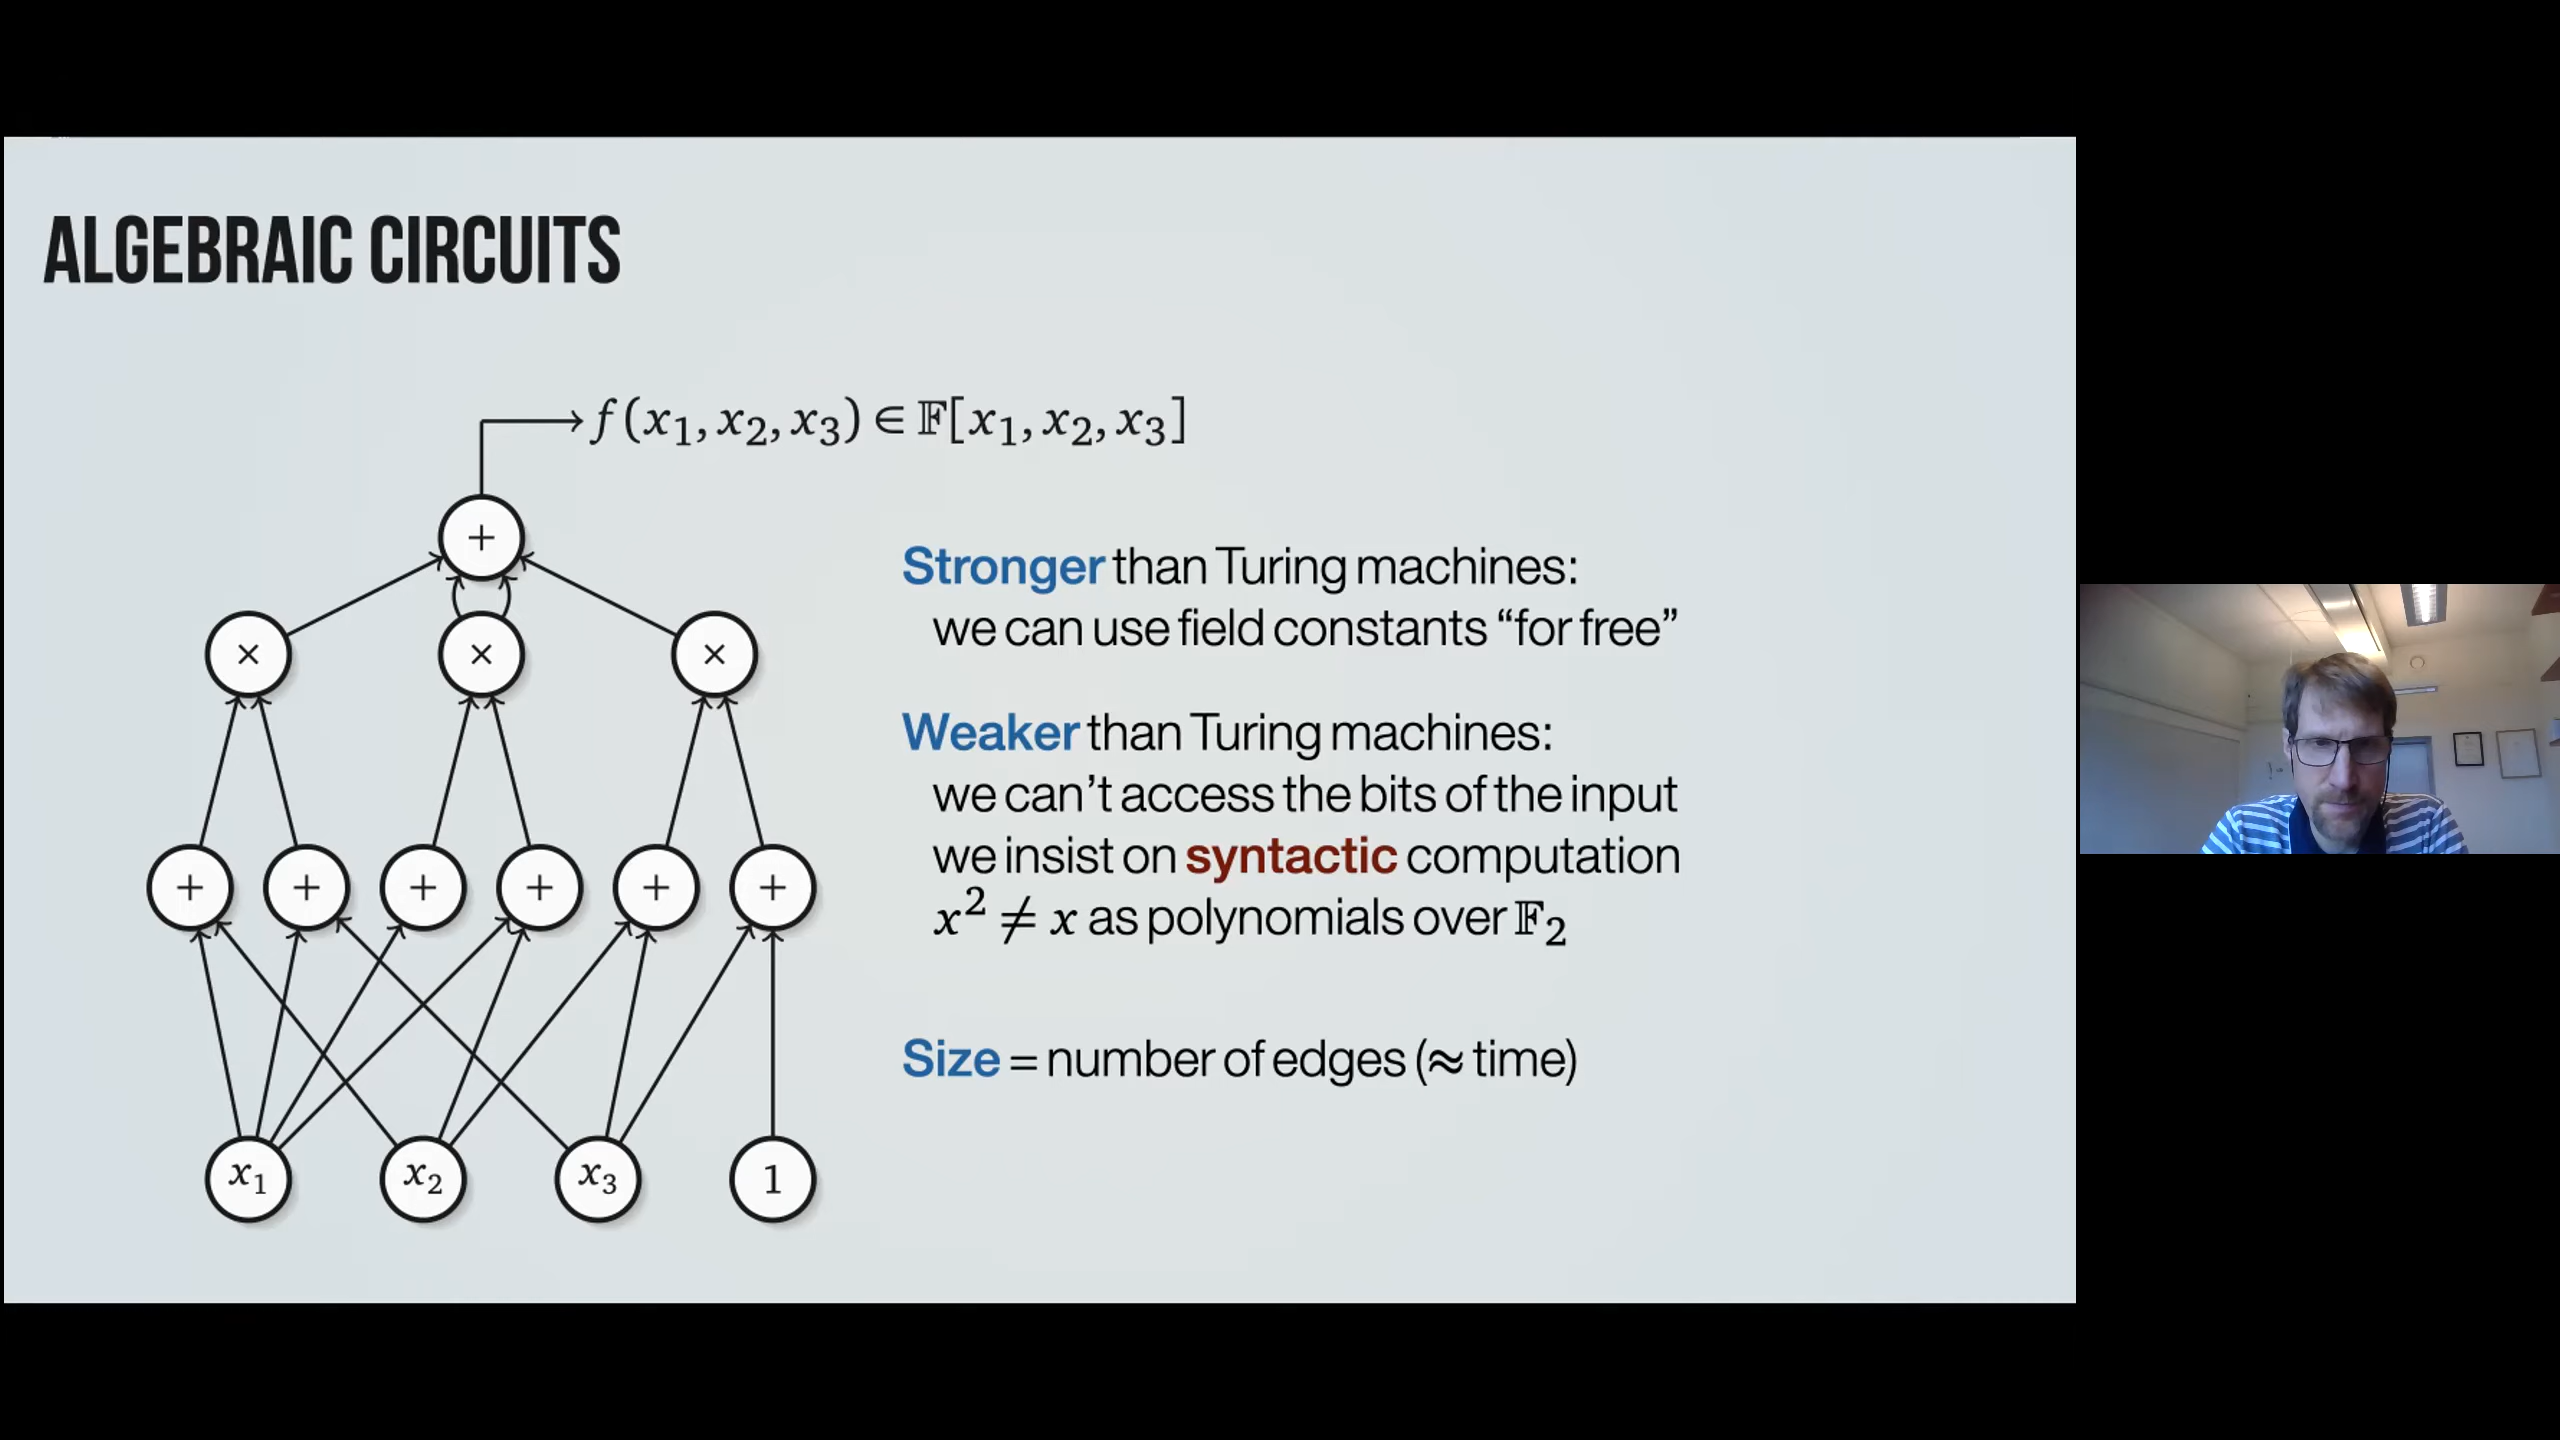 ALGEBRAIC CIRCUITS
f(x₁, x₂, x₃) ∈ 𝔽[x₁, x₂, x₃]
+
× × ×
+ + + + + +
x₁ x₂ x₃ 1
Stronger than Turing machines:
we can use field constants “for free”
Weaker than Turing machines:
we can’t access the bits of the input
we insist on syntactic computation
x² ≠ x as polynomials over 𝔽₂
Size = number of edges (≈ time)